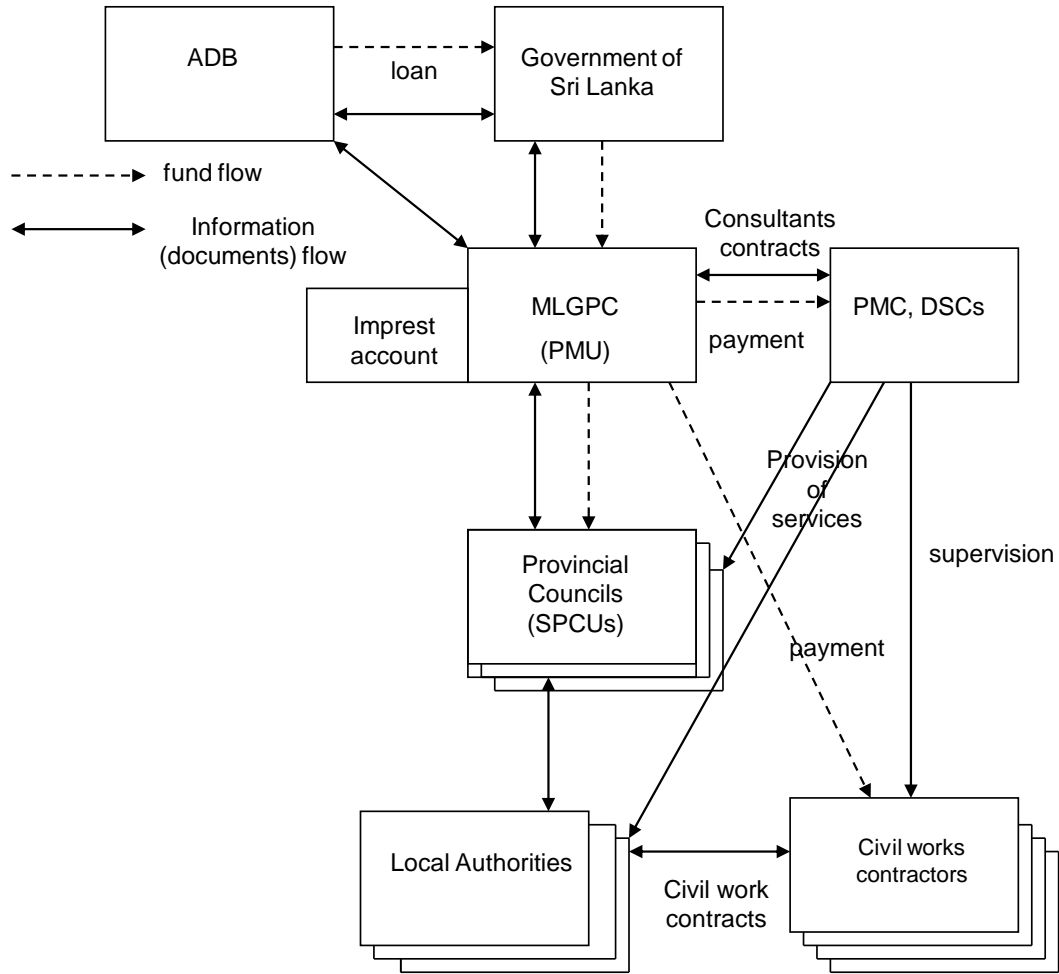 ADB
loan
Government of
Sri Lanka
fund flow
Information
(documents) flow
Consultants
contracts
Imprest
account
MLGPC
(PMU)
payment
PMC, DSCs
Provision
of
services
supervision
Provincial
Councils
(SPCUs)
payment
Local Authorities
Civil work
contracts
Civil works
contractors